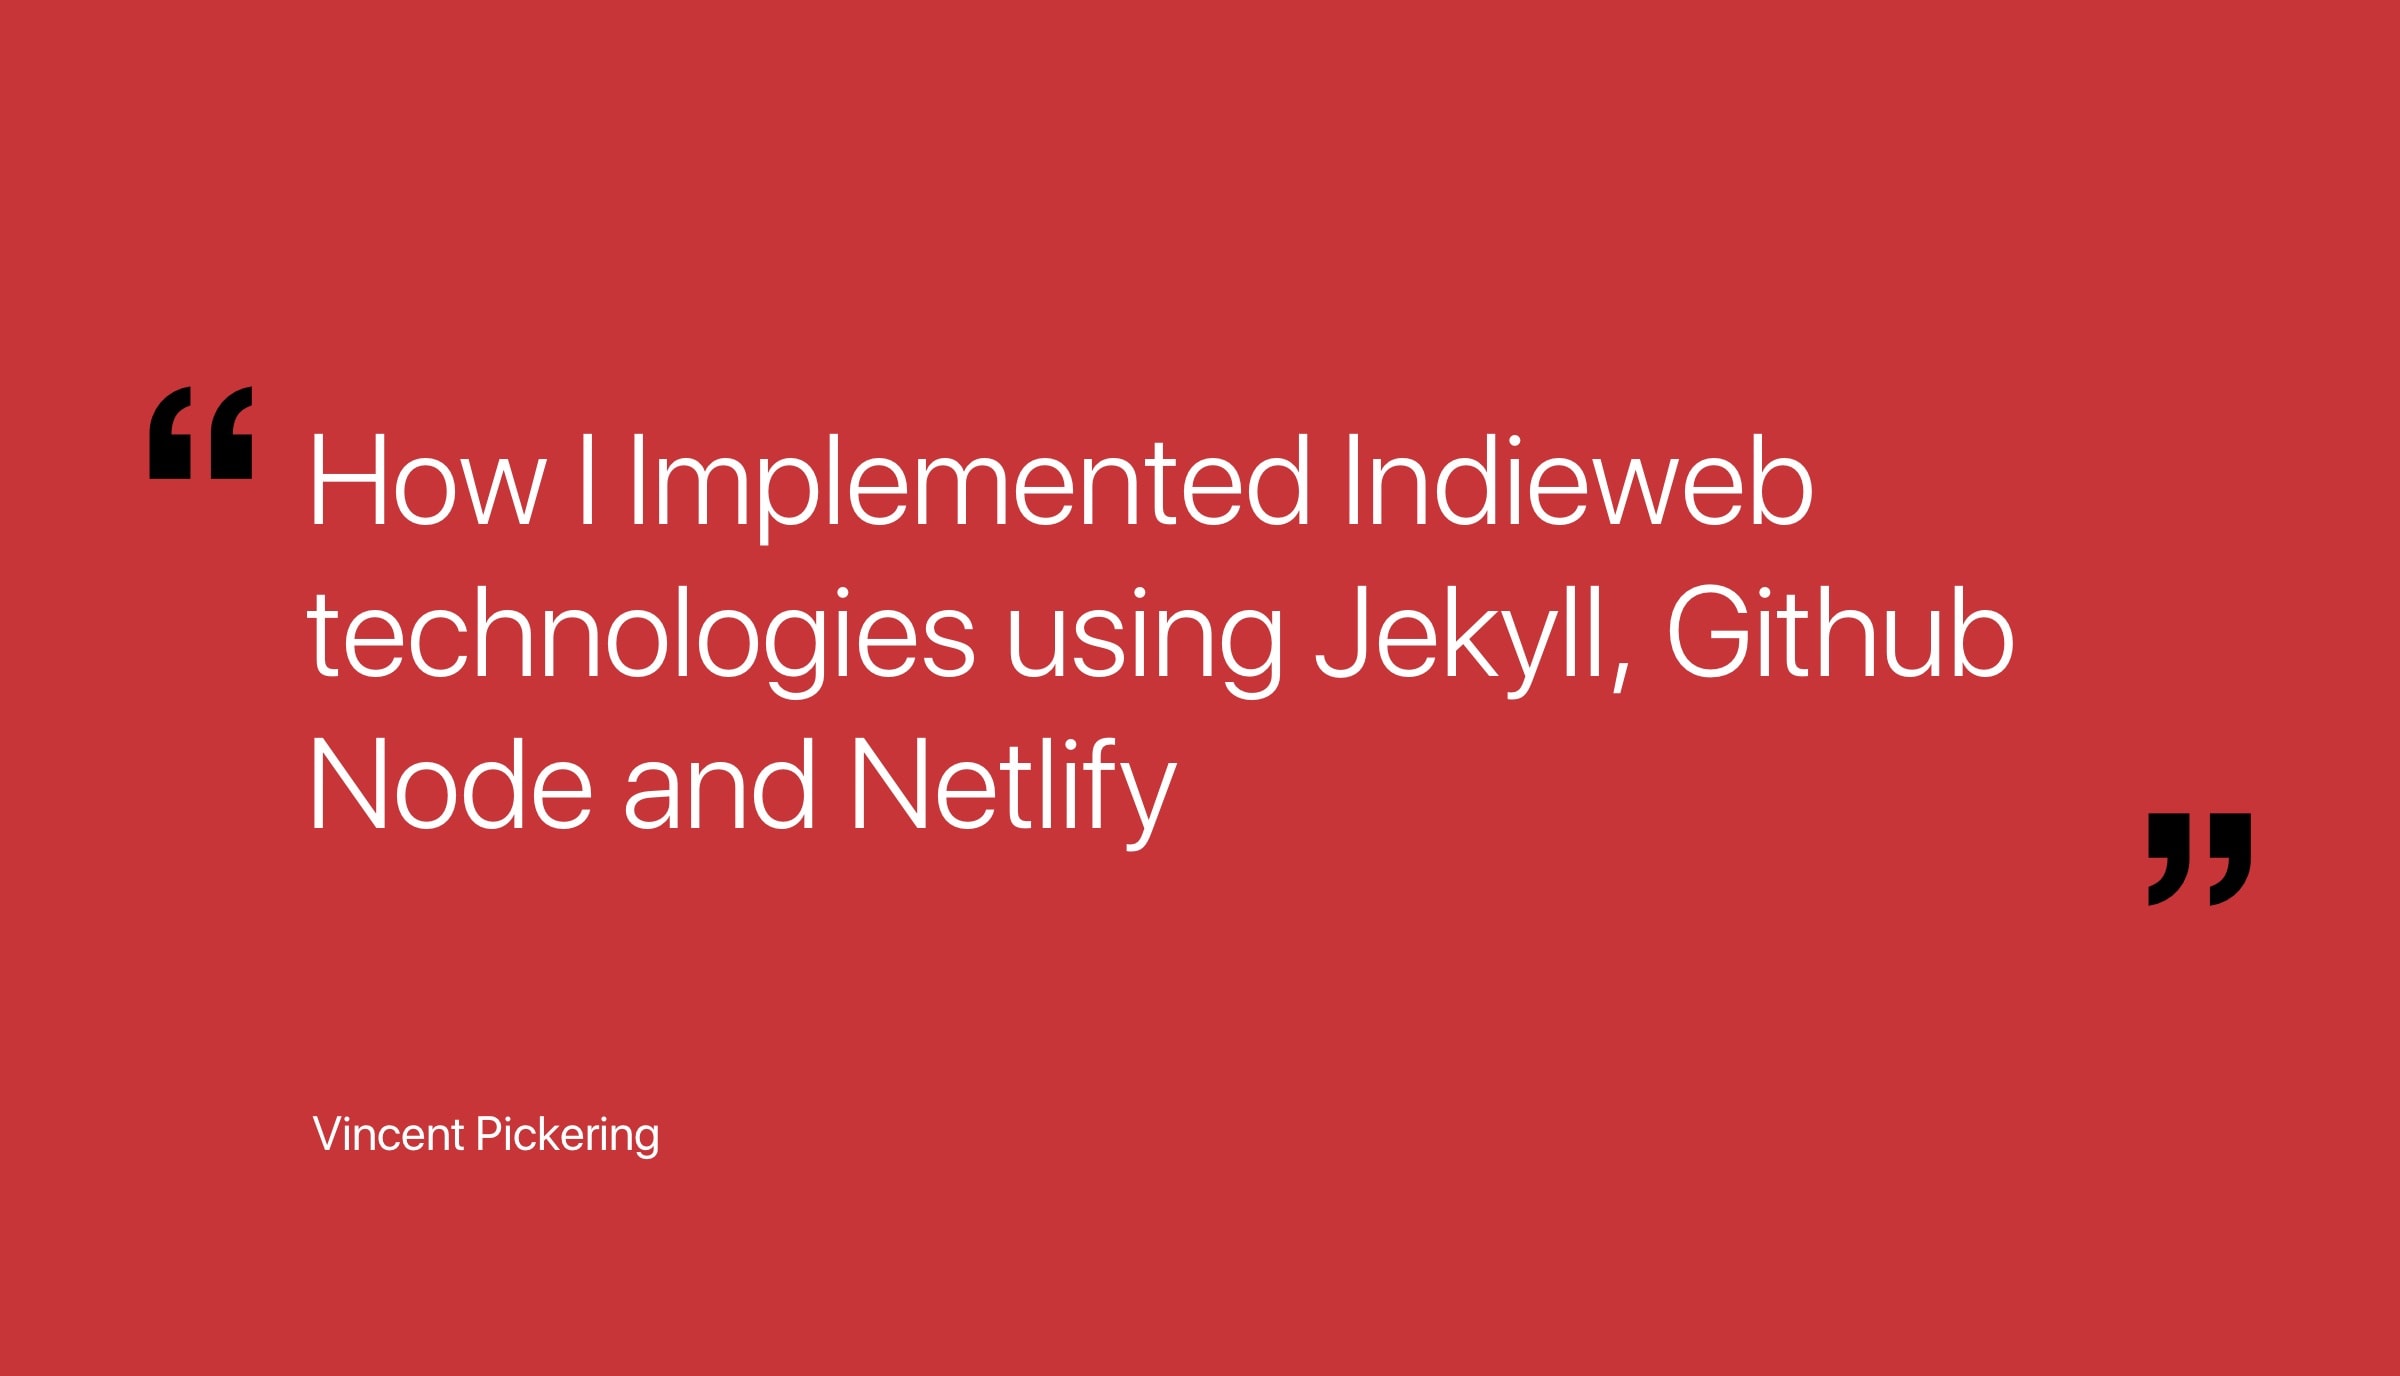 “How I Implemented Indieweb
technologies using Jekyll, Github
Node and Netlify”
Vincent Pickering